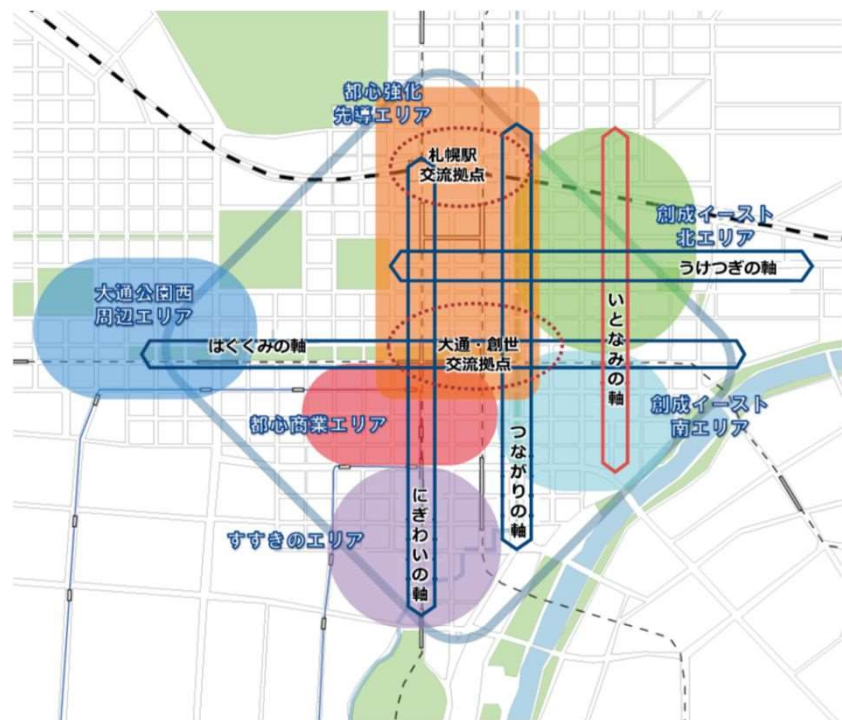 都心強化
先導エリア
札幌駅
交流拠点
創成イースト
北エリア
うけつぎの軸
大通公園西
周辺エリア
いとなみの軸
はぐくみの軸
大通・創世
交流拠点
都心商業エリア
創成イースト
南エリア
つながりの軸
にぎわいの軸
すすきのエリア